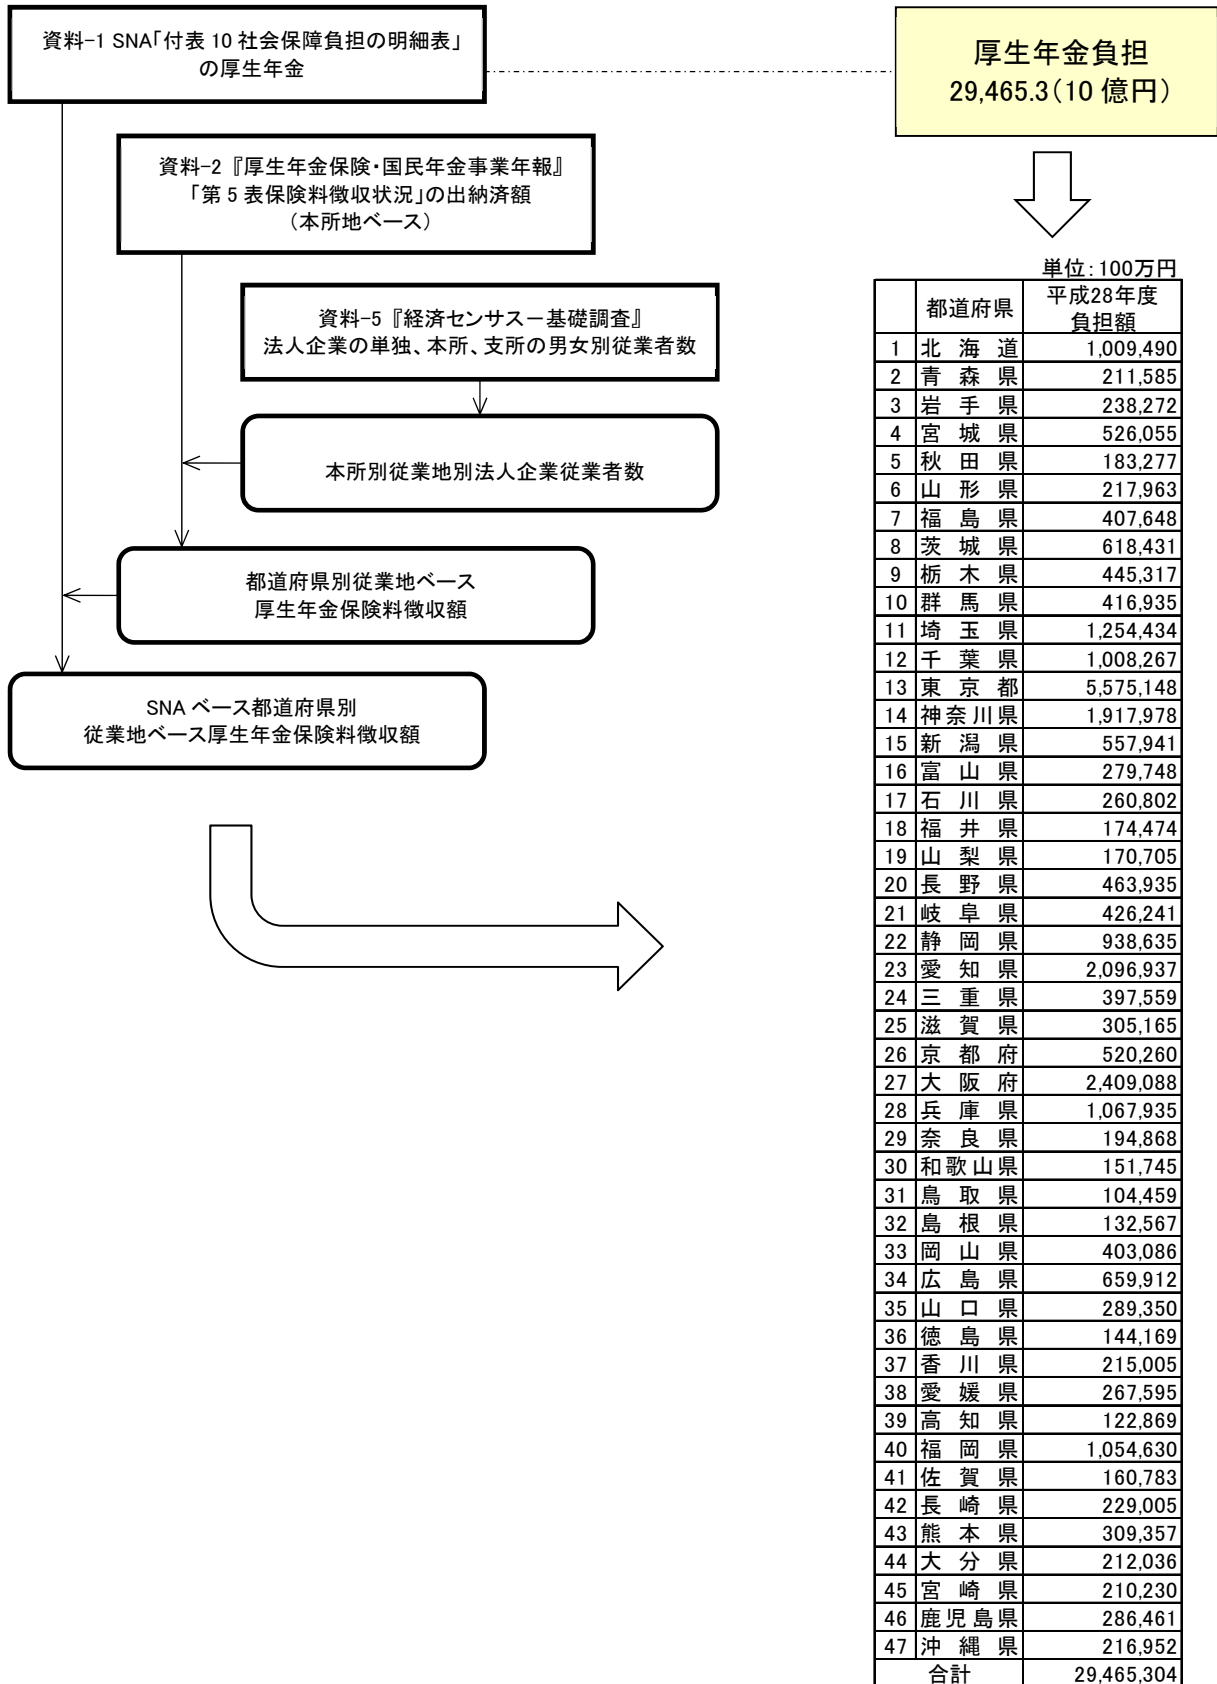 資料-1 SNA「付表 10 社会保障負担の明細表」
の厚生年金
厚生年金負担
29,465.3(10 億円)
資料-2『厚生年金保険・国民年金事業年報』
「第 5 表保険料徴収状況」の出納済額
(本所地ベース)
資料-5『経済センサス-基礎調査』
法人企業の単独、本所、支所の男女別従業者数
本所別従業地別法人企業従業者数
都道府県別従業地ベース
厚生年金保険料徴収額
SNA ベース都道府県別
従業地ベース厚生年金保険料徴収額
単位:100万円
都道府県 平成28年度
負担額
1 北海道 1,009,490
2 青森県 211,585
3 岩手県 238,272
4 宮城県 526,055
5 秋田県 183,277
6 山形県 217,963
7 福島県 407,648
8 茨城県 618,431
9 栃木県 445,317
10 群馬県 416,935
11 埼玉県 1,254,434
12 千葉県 1,008,267
13 東京都 5,575,148
14 神奈川県 1,917,978
15 新潟県 557,941
16 富山県 279,748
17 石川県 260,802
18 福井県 174,474
19 山梨県 170,705
20 長野県 463,935
21 岐阜県 426,241
22 静岡県 938,635
23 愛知県 2,096,937
24 三重県 397,559
25 滋賀県 305,165
26 京都府 520,260
27 大阪府 2,409,088
28 兵庫県 1,067,935
29 奈良県 194,868
30 和歌山県 151,745
31 鳥取県 104,459
32 島根県 132,567
33 岡山県 403,086
34 広島県 659,912
35 山口県 289,350
36 徳島県 144,169
37 香川県 215,005
38 愛媛県 267,595
39 高知県 122,869
40 福岡県 1,054,630
41 佐賀県 160,783
42 長崎県 229,005
43 熊本県 309,357
44 大分県 212,036
45 宮崎県 210,230
46 鹿児島県 286,461
47 沖縄県 216,952
合計 29,465,304